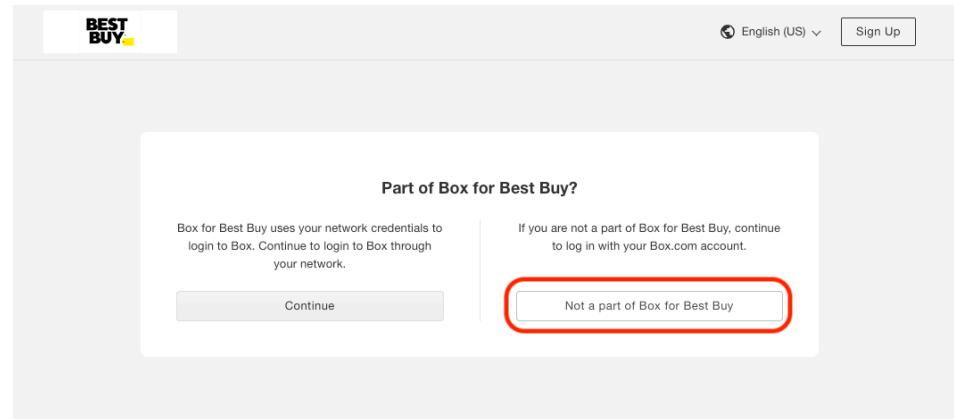 BEST
BUY
English (US)
Sign Up
Part of Box for Best Buy?
Box for Best Buy uses your network credentials to
login to Box. Continue to login to Box through
your network.
Continue
If you are not a part of Box for Best Buy, continue
to log in with your Box.com account.
Not a part of Box for Best Buy